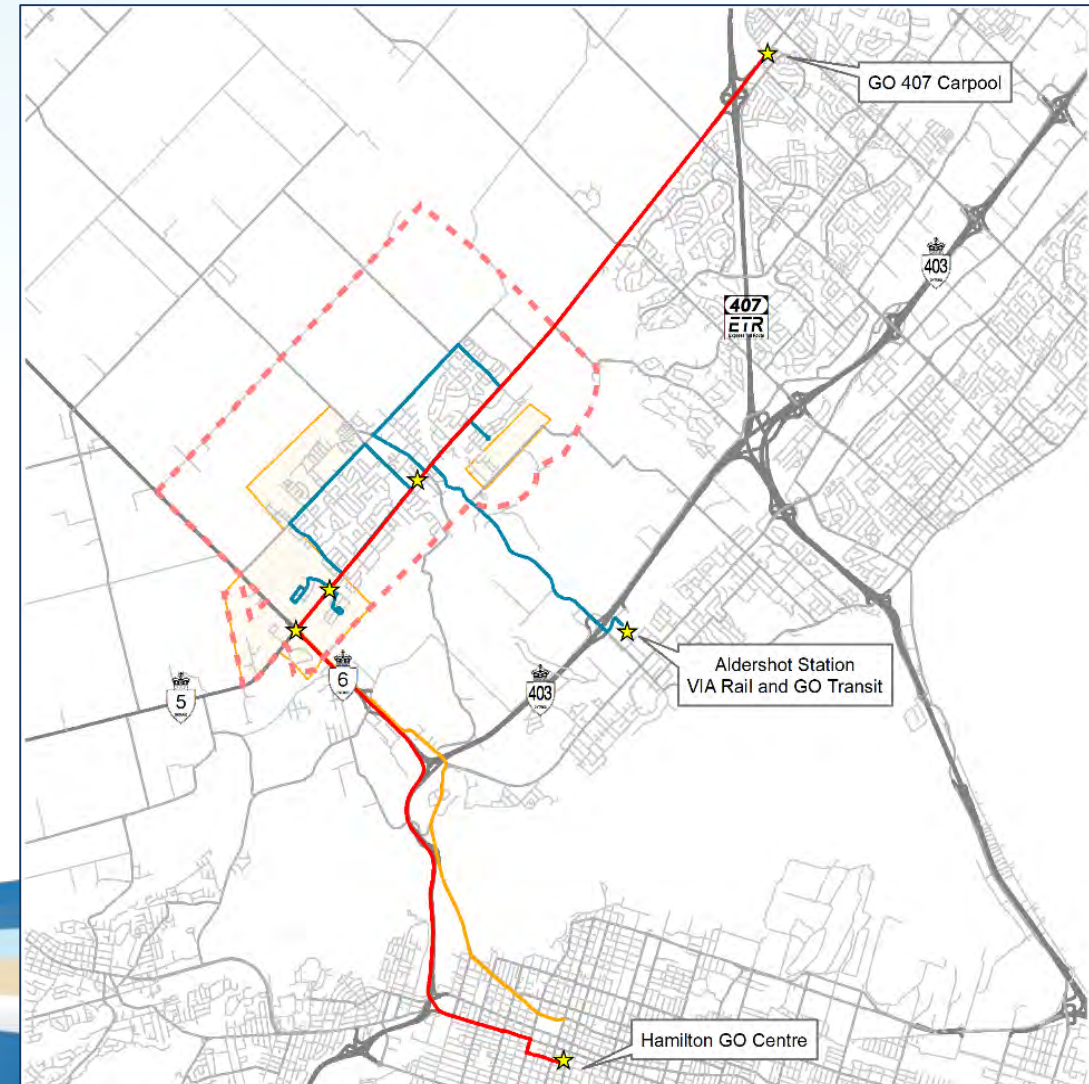 GO 407 Carpool
403
407
ETR
6
5
403
Aldershot Station
VIA Rail and GO Transit
Hamilton GO Centre